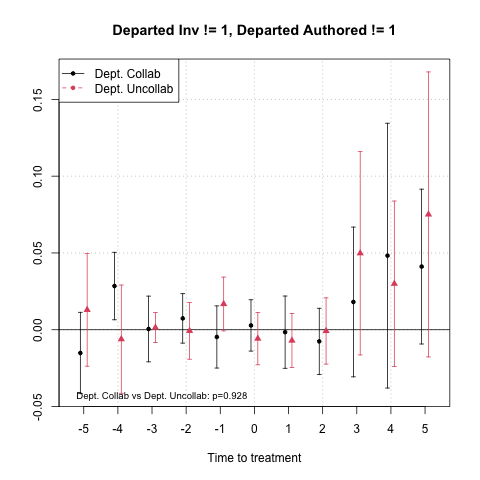 Departed Inv != 1, Departed Authored != 1
Dept. Collab
Dept. Uncollab
0.15
0.10
0.05
0.00
-0.05
Dept. Collab vs Dept. Uncollab: p=0.928
-5 -4 -3 -2 -1 0 1 2 3 4 5
Time to treatment